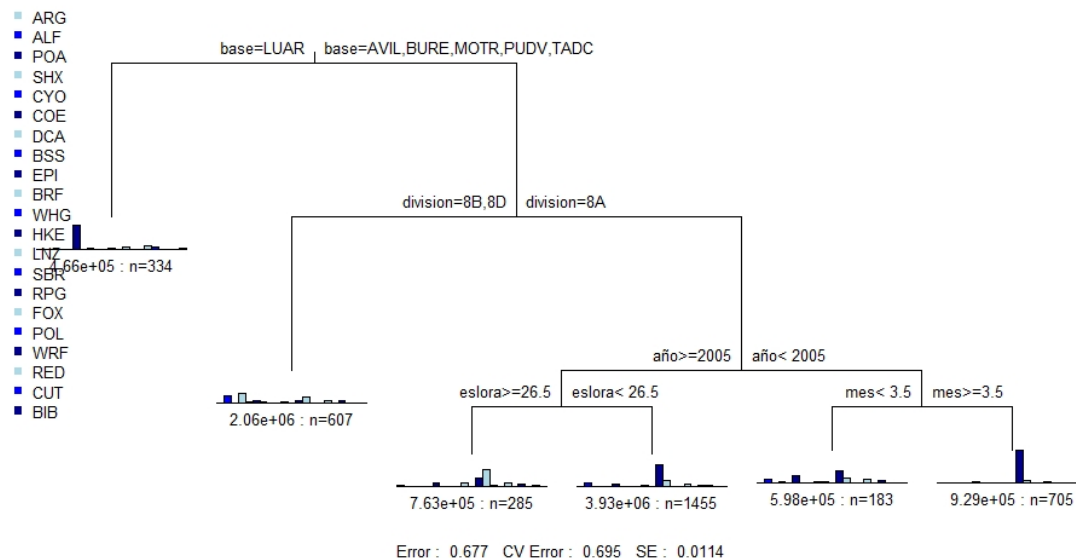 ARG
ALF
POA
SHX
CYO
COE
DCA
BSS
EPI
BRF
WHG
HKE
LNZ
SBR
RPG
FOX
POL
WRF
RED
CUT
BIB
base=LUAR base=AVIL,BURE,MOTR,PUDV,TADC
division=8B,8D division=8A
4.66e+05 : n=334
año>=2005 año< 2005
eslora>=26.5 eslora< 26.5 mes< 3.5 mes>=3.5
2.06e+06 : n=607
7.63e+05 : n=285 3.93e+06 : n=1455 5.98e+05 : n=183 9.29e+05 : n=705
Error : 0.677 CV Error : 0.695 SE : 0.0114